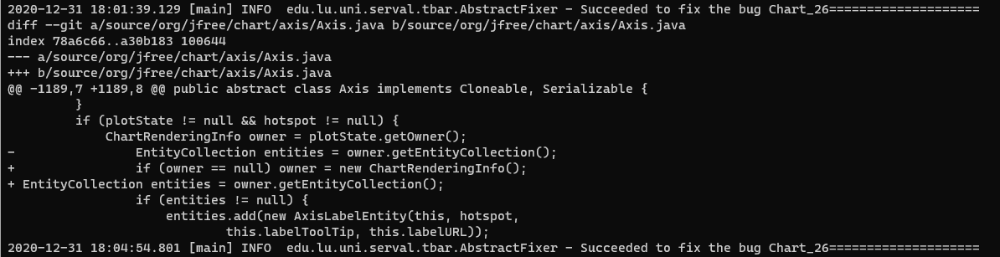 2020-12-31 18:01:39.129 [main] INFO  edu.lu.uni.serval.tbar.AbstractFixer - Succeeded to fix the bug Chart_26====================
diff --git a/source/org/jfree/chart/axis/Axis.java b/source/org/jfree/chart/axis/Axis.java
index 78a6c66..a30b183 100644
--- a/source/org/jfree/chart/axis/Axis.java
+++ b/source/org/jfree/chart/axis/Axis.java
@@ -1189,7 +1189,8 @@ public abstract class Axis implements Cloneable, Serializable {
         }
         if (plotState != null && hotspot != null) {
             ChartRenderingInfo owner = plotState.getOwner();
-                EntityCollection entities = owner.getEntityCollection();
+                if (owner == null) owner = new ChartRenderingInfo();
+ EntityCollection entities = owner.getEntityCollection();
                 if (entities != null) {
                     entities.add(new AxisLabelEntity(this, hotspot,
                             this.labelToolTip, this.labelURL));
2020-12-31 18:04:54.801 [main] INFO  edu.lu.uni.serval.tbar.AbstractFixer - Succeeded to fix the bug Chart_26====================